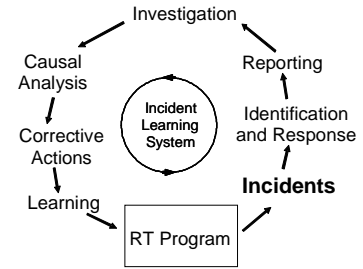 Investigation
Causal
Analysis
Reporting
Incident
Learning
System
Identification
and Response
Corrective
Actions
Incidents
Learning
RT Program